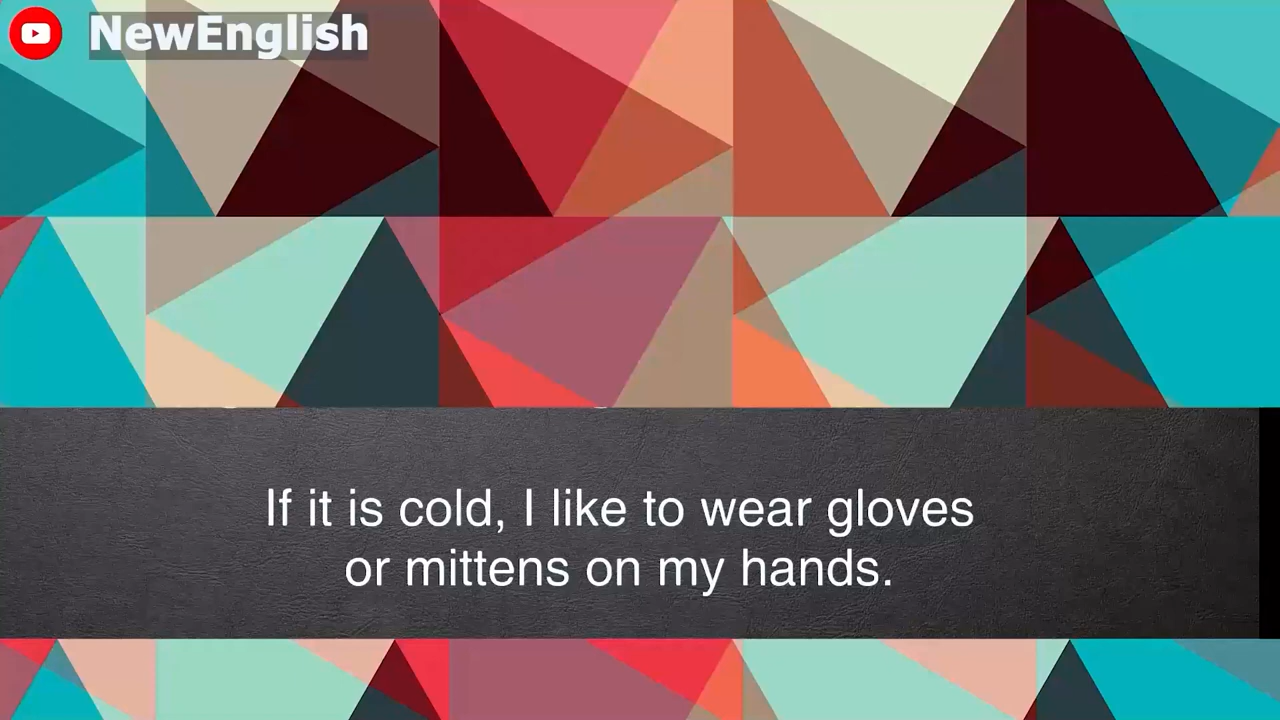 NewEnglish
If it is cold, I like to wear gloves
or mittens on my hands.